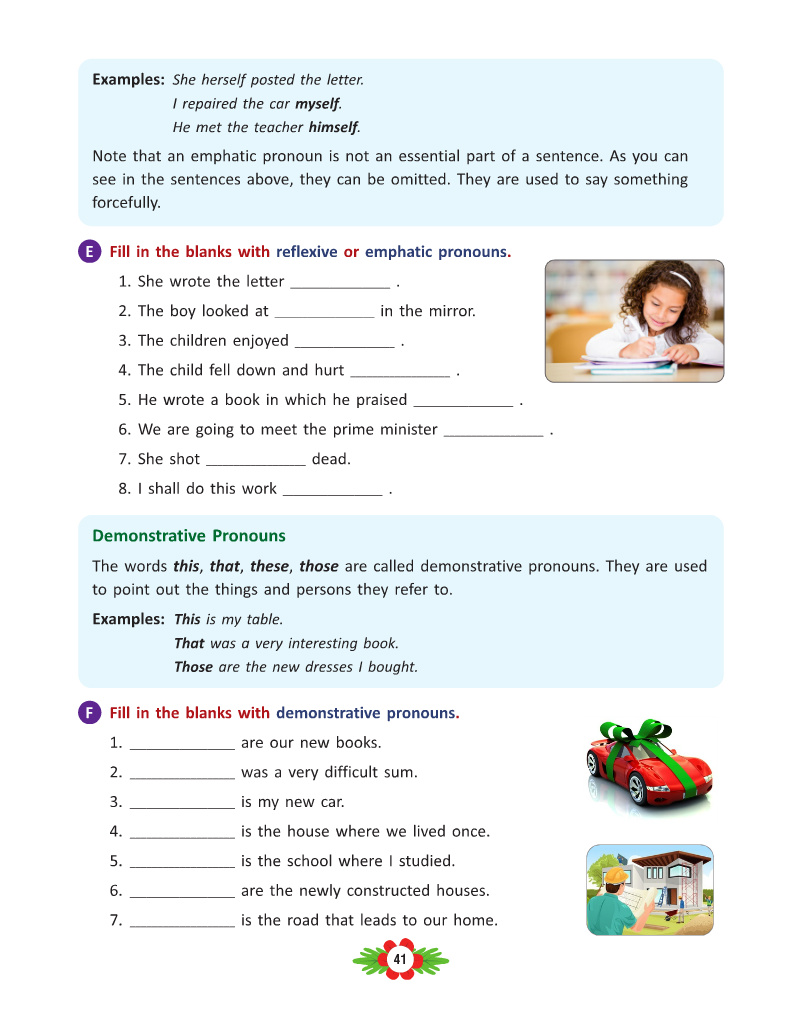 Examples: She herself posted the letter.
I repaired the car myself.
He met the teacher himself.
Note that an emphatic pronoun is not an essential part of a sentence. As you can
see in the sentences above, they can be omitted. They are used to say something
forcefully.
E Fill in the blanks with reflexive or emphatic pronouns.
1. She wrote the letter ____________ .
2. The boy looked at ____________ in the mirror.
3. The children enjoyed ____________ .
4. The child fell down and hurt ____________ .
5. He wrote a book in which he praised ____________ .
6. We are going to meet the prime minister ____________ .
7. She shot ____________ dead.
8. I shall do this work ____________ .
Demonstrative Pronouns
The words this, that, these, those are called demonstrative pronouns. They are used
to point out the things and persons they refer to.
Examples: This is my table.
That was a very interesting book.
Those are the new dresses I bought.
F Fill in the blanks with demonstrative pronouns.
1. _____________ are our new books.
2. _____________ was a very difficult sum.
3. _____________ is my new car.
4. _____________ is the house where we lived once.
5. _____________ is the school where I studied.
6. _____________ are the newly constructed houses.
7. _____________ is the road that leads to our home.
41